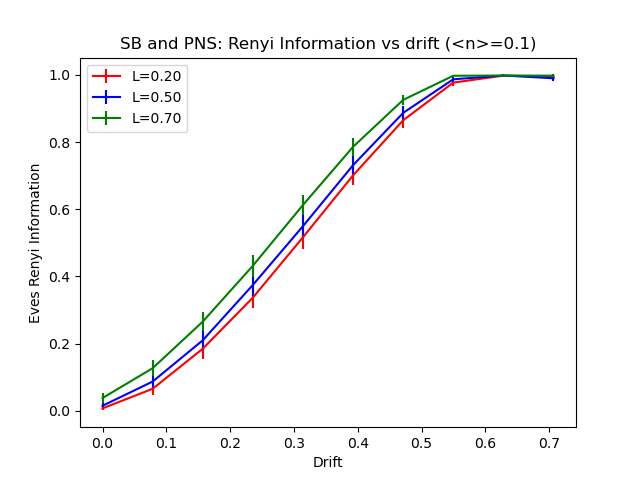 SB and PNS: Renyi Information vs drift (<n>=0.1)
L=0.20
L=0.50
L=0.70
Eves Renyi Information
1.0
0.8
0.6
0.4
0.2
0.0
0.0 0.1 0.2 0.3 0.4 0.5 0.6 0.7
Drift